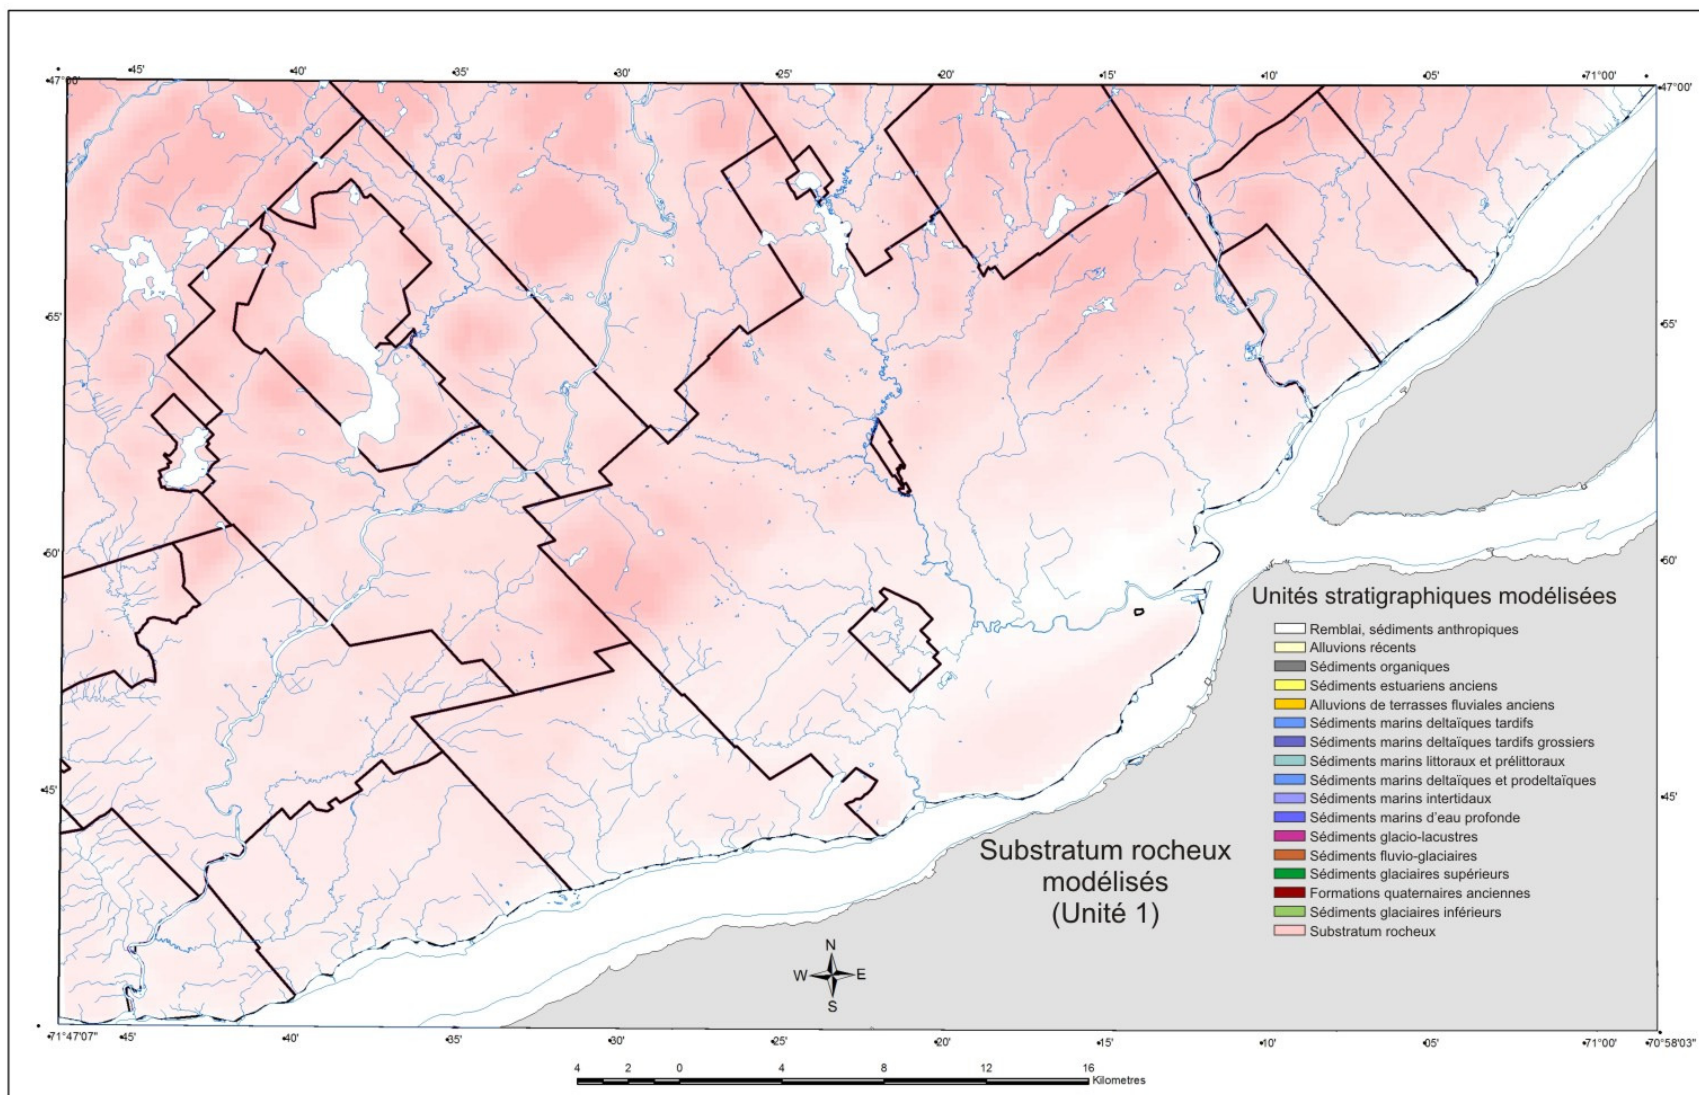 45'
40'
35'
30'
25'
20'
15'
10'
05'
71°00'
47°00'
47°00'
55'
55'
50'
50'
45'
45'
Unités stratigraphiques modélisées
Remblai, sédiments anthropiques
Alluvions récents
Sédiments organiques
Sédiments estuariens anciens
Alluvions de terrasses fluviales anciens
Sédiments marins deltaïques tardifs
Sédiments marins deltaïques tardifs grossiers
Sédiments marins littoraux et prélittoraux
Sédiments marins deltaïques et prodeltaïques
Sédiments marins intertidaux
Sédiments marins d'eau profonde
Sédiments glacio-lacustres
Sédiments fluvio-glaciaires
Sédiments glaciaires supérieurs
Formations quaternaires anciennes
Sédiments glaciaires inférieurs
Substratum rocheux
Substratum rocheux
modélisés
(Unité 1)
N
W E
S
71°47'07"
45'
40'
35'
30'
25'
20'
15'
10'
05'
71°00'
70°58'03"
4 2 0 4 8 12 16
Kilometres